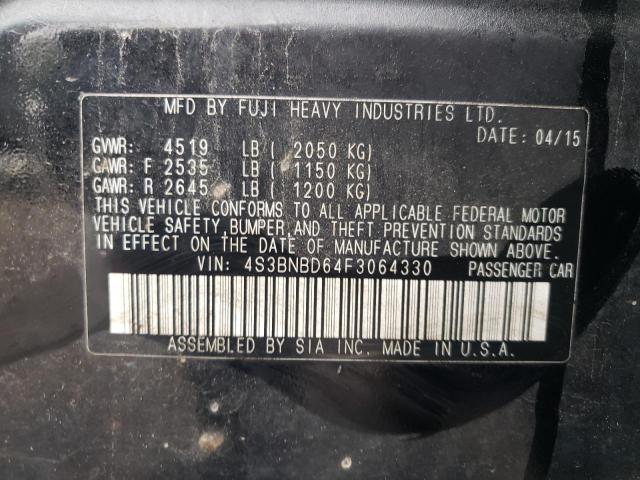 MFD BY FUJI HEAVY INDUSTRIES LTD.
DATE: 04/15
GVWR: 4519 LB ( 2050 KG)
GAWR: F 2535 LB ( 1150 KG)
GAWR: R 2645 LB ( 1200 KG)
THIS VEHICLE CONFORMS TO ALL APPLICABLE FEDERAL MOTOR
VEHICLE SAFETY, BUMPER, AND THEFT PREVENTION STANDARDS
IN EFFECT ON THE DATE OF MANUFACTURE SHOWN ABOVE.
VIN: 4S3BNBD64F3064330 PASSENGER CAR
ASSEMBLED BY SIA INC. MADE IN U.S.A.